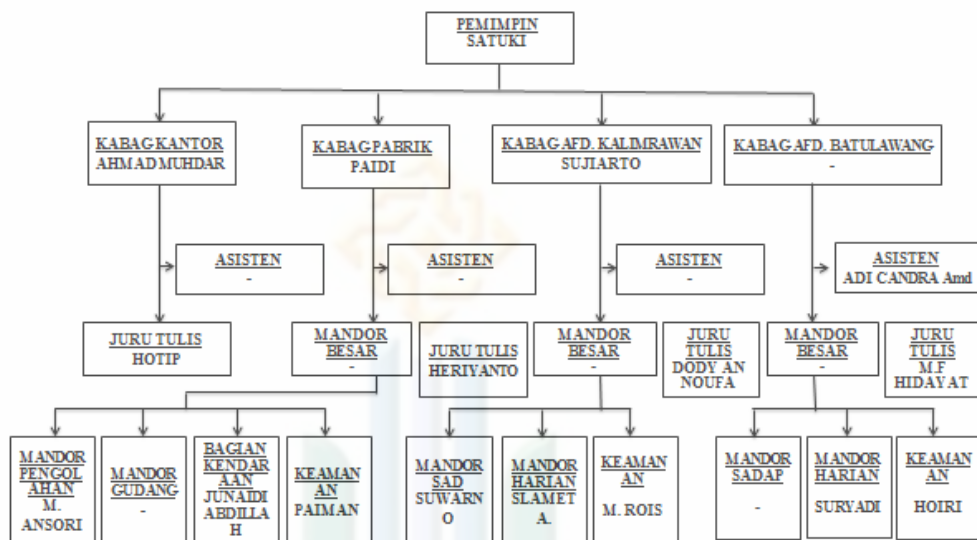 PEMIMPIN
SATUKI
KABAG KANTOR
AHMAD MUHDAR
KABAG PABRIK
PAIDI
KABAG AFD. KALIMRAWAN
SUJIARTO
KABAG AFD. BATULAWANG
-
ASISTEN
-
ASISTEN
-
ASISTEN
-
ASISTEN
ADI CANDRA Amd
JURU TULIS
HOTIP
MANDOR
BESAR
-
JURU TULIS
HERIYANTO
MANDOR
BESAR
-
JURU
TULIS
DODY AN
NOUFA
MANDOR
BESAR
-
JURU
TULIS
M.F
HIDAYAT
MANDOR
PENGOL
AHAN
M.
ANSORI
MANDOR
GUDANG
-
BAGIAN
KENDAR
AAN
JUNAIDI
ABDILLA
H
KEAMAN
AN
PAIMAN
MANDOR
SAD
SUWARN
O
MANDOR
HARIAN
SLAMET
A.
KEAMAN
AN
M. ROIS
MANDOR
SADAP
-
MANDOR
HARIAN
SURYADI
KEAMAN
AN
HOIRI